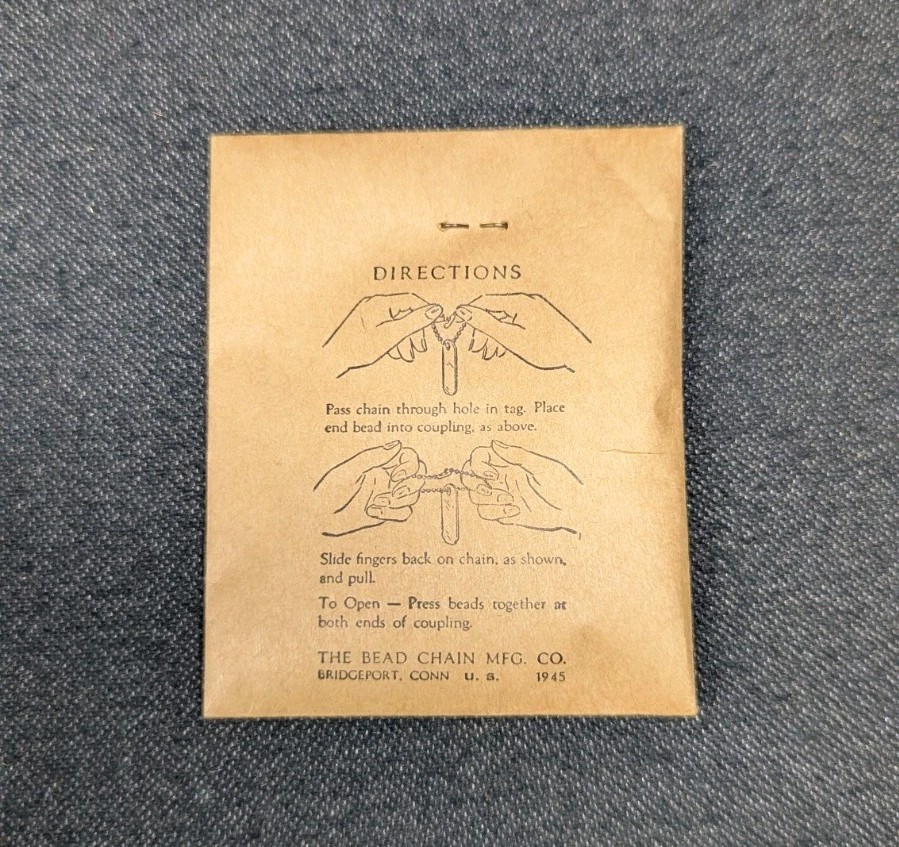 DIRECTIONS
Pass chain through hole in tag. Place
end bead into coupling, as above.
Slide fingers back on chain, as shown,
and pull.
To Open — Press beads together at
both ends of coupling.
THE BEAD CHAIN MFG. CO.
BRIDGEPORT, CONN U. S. 1945